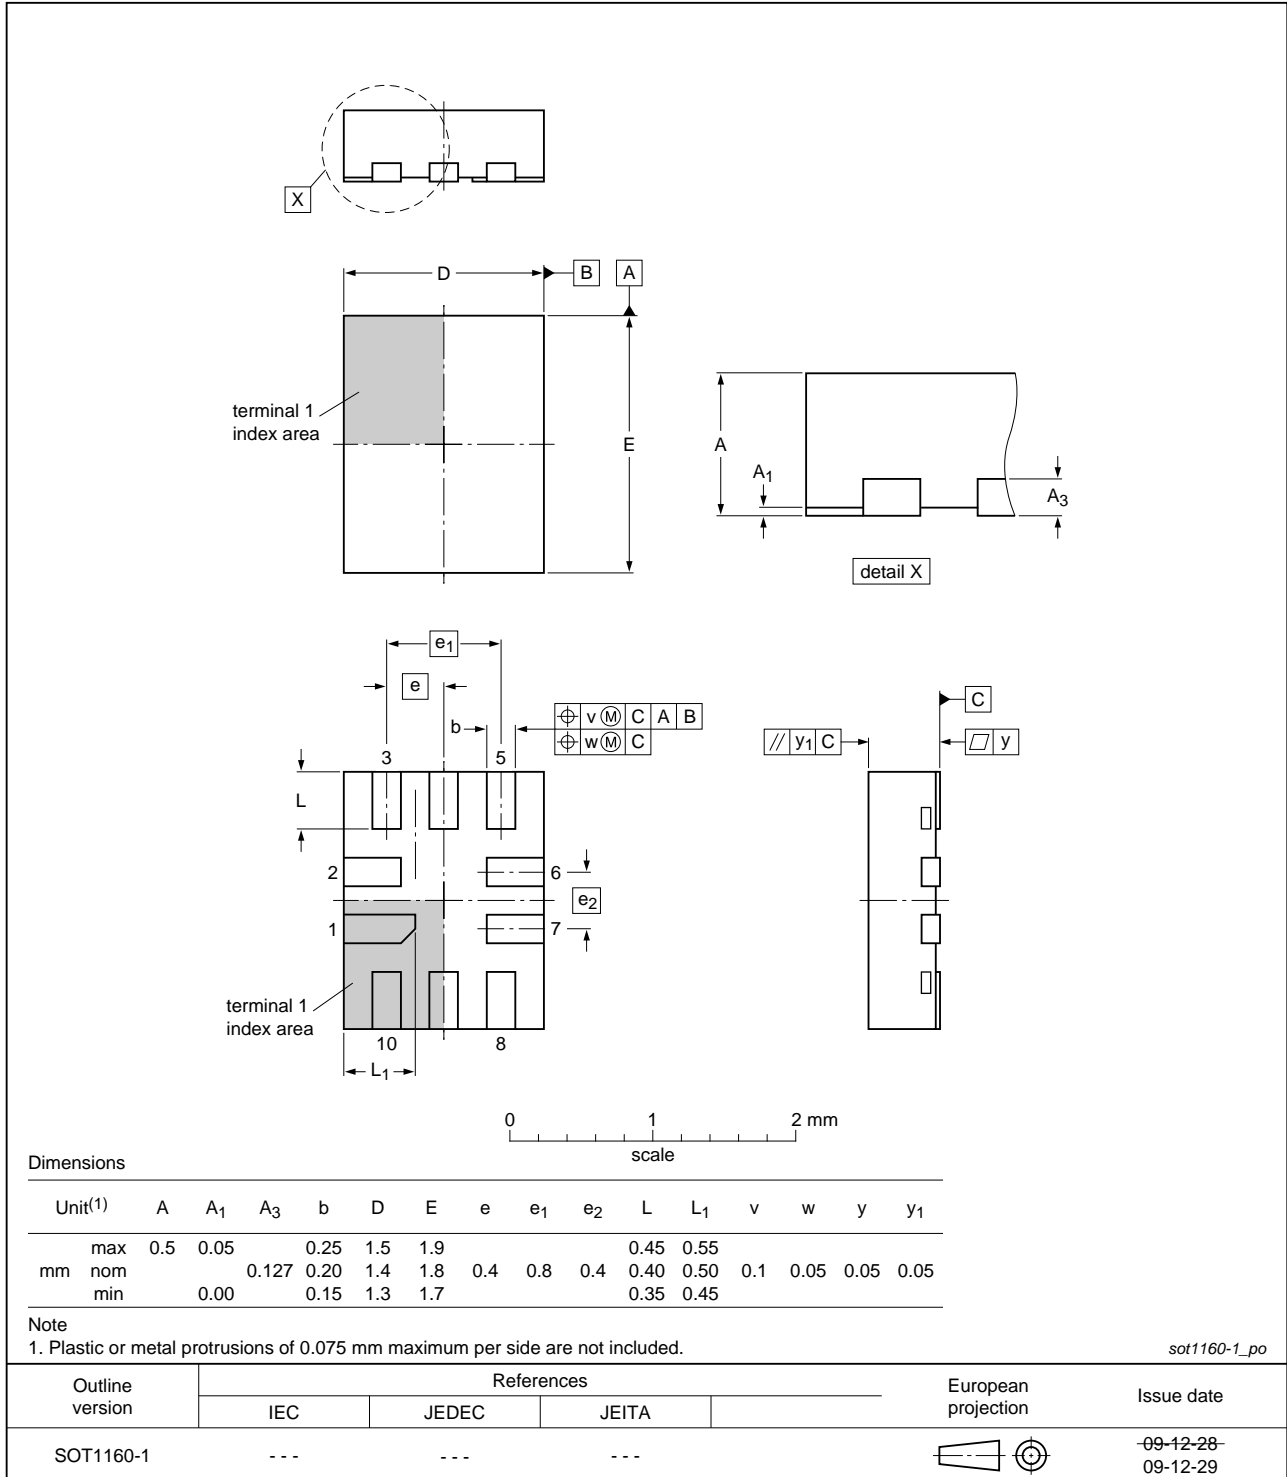 X
D
B
A
terminal 1
index area
E
A
A1
A3
detail X
e1
e
b
v M C A B
w M C
3
5
L
2
6
e2
1
7
terminal 1
index area
10
8
L1
C
// y1 C
y
0 1 2 mm
scale
Dimensions
Unit(1) A A1 A3 b D E e e1 e2 L L1 v w y y1
max 0.5 0.05 0.25 1.5 1.9 0.45 0.55
mm nom 0.127 0.20 1.4 1.8 0.4 0.8 0.4 0.40 0.50 0.1 0.05 0.05 0.05
min 0.00 0.15 1.3 1.7 0.35 0.45
Note
1. Plastic or metal protrusions of 0.075 mm maximum per side are not included.
sot1160-1_po
Outline version
References
IEC JEDEC JEITA
European projection
Issue date
SOT1160-1 - - - - - - - - -
09-12-28
09-12-29